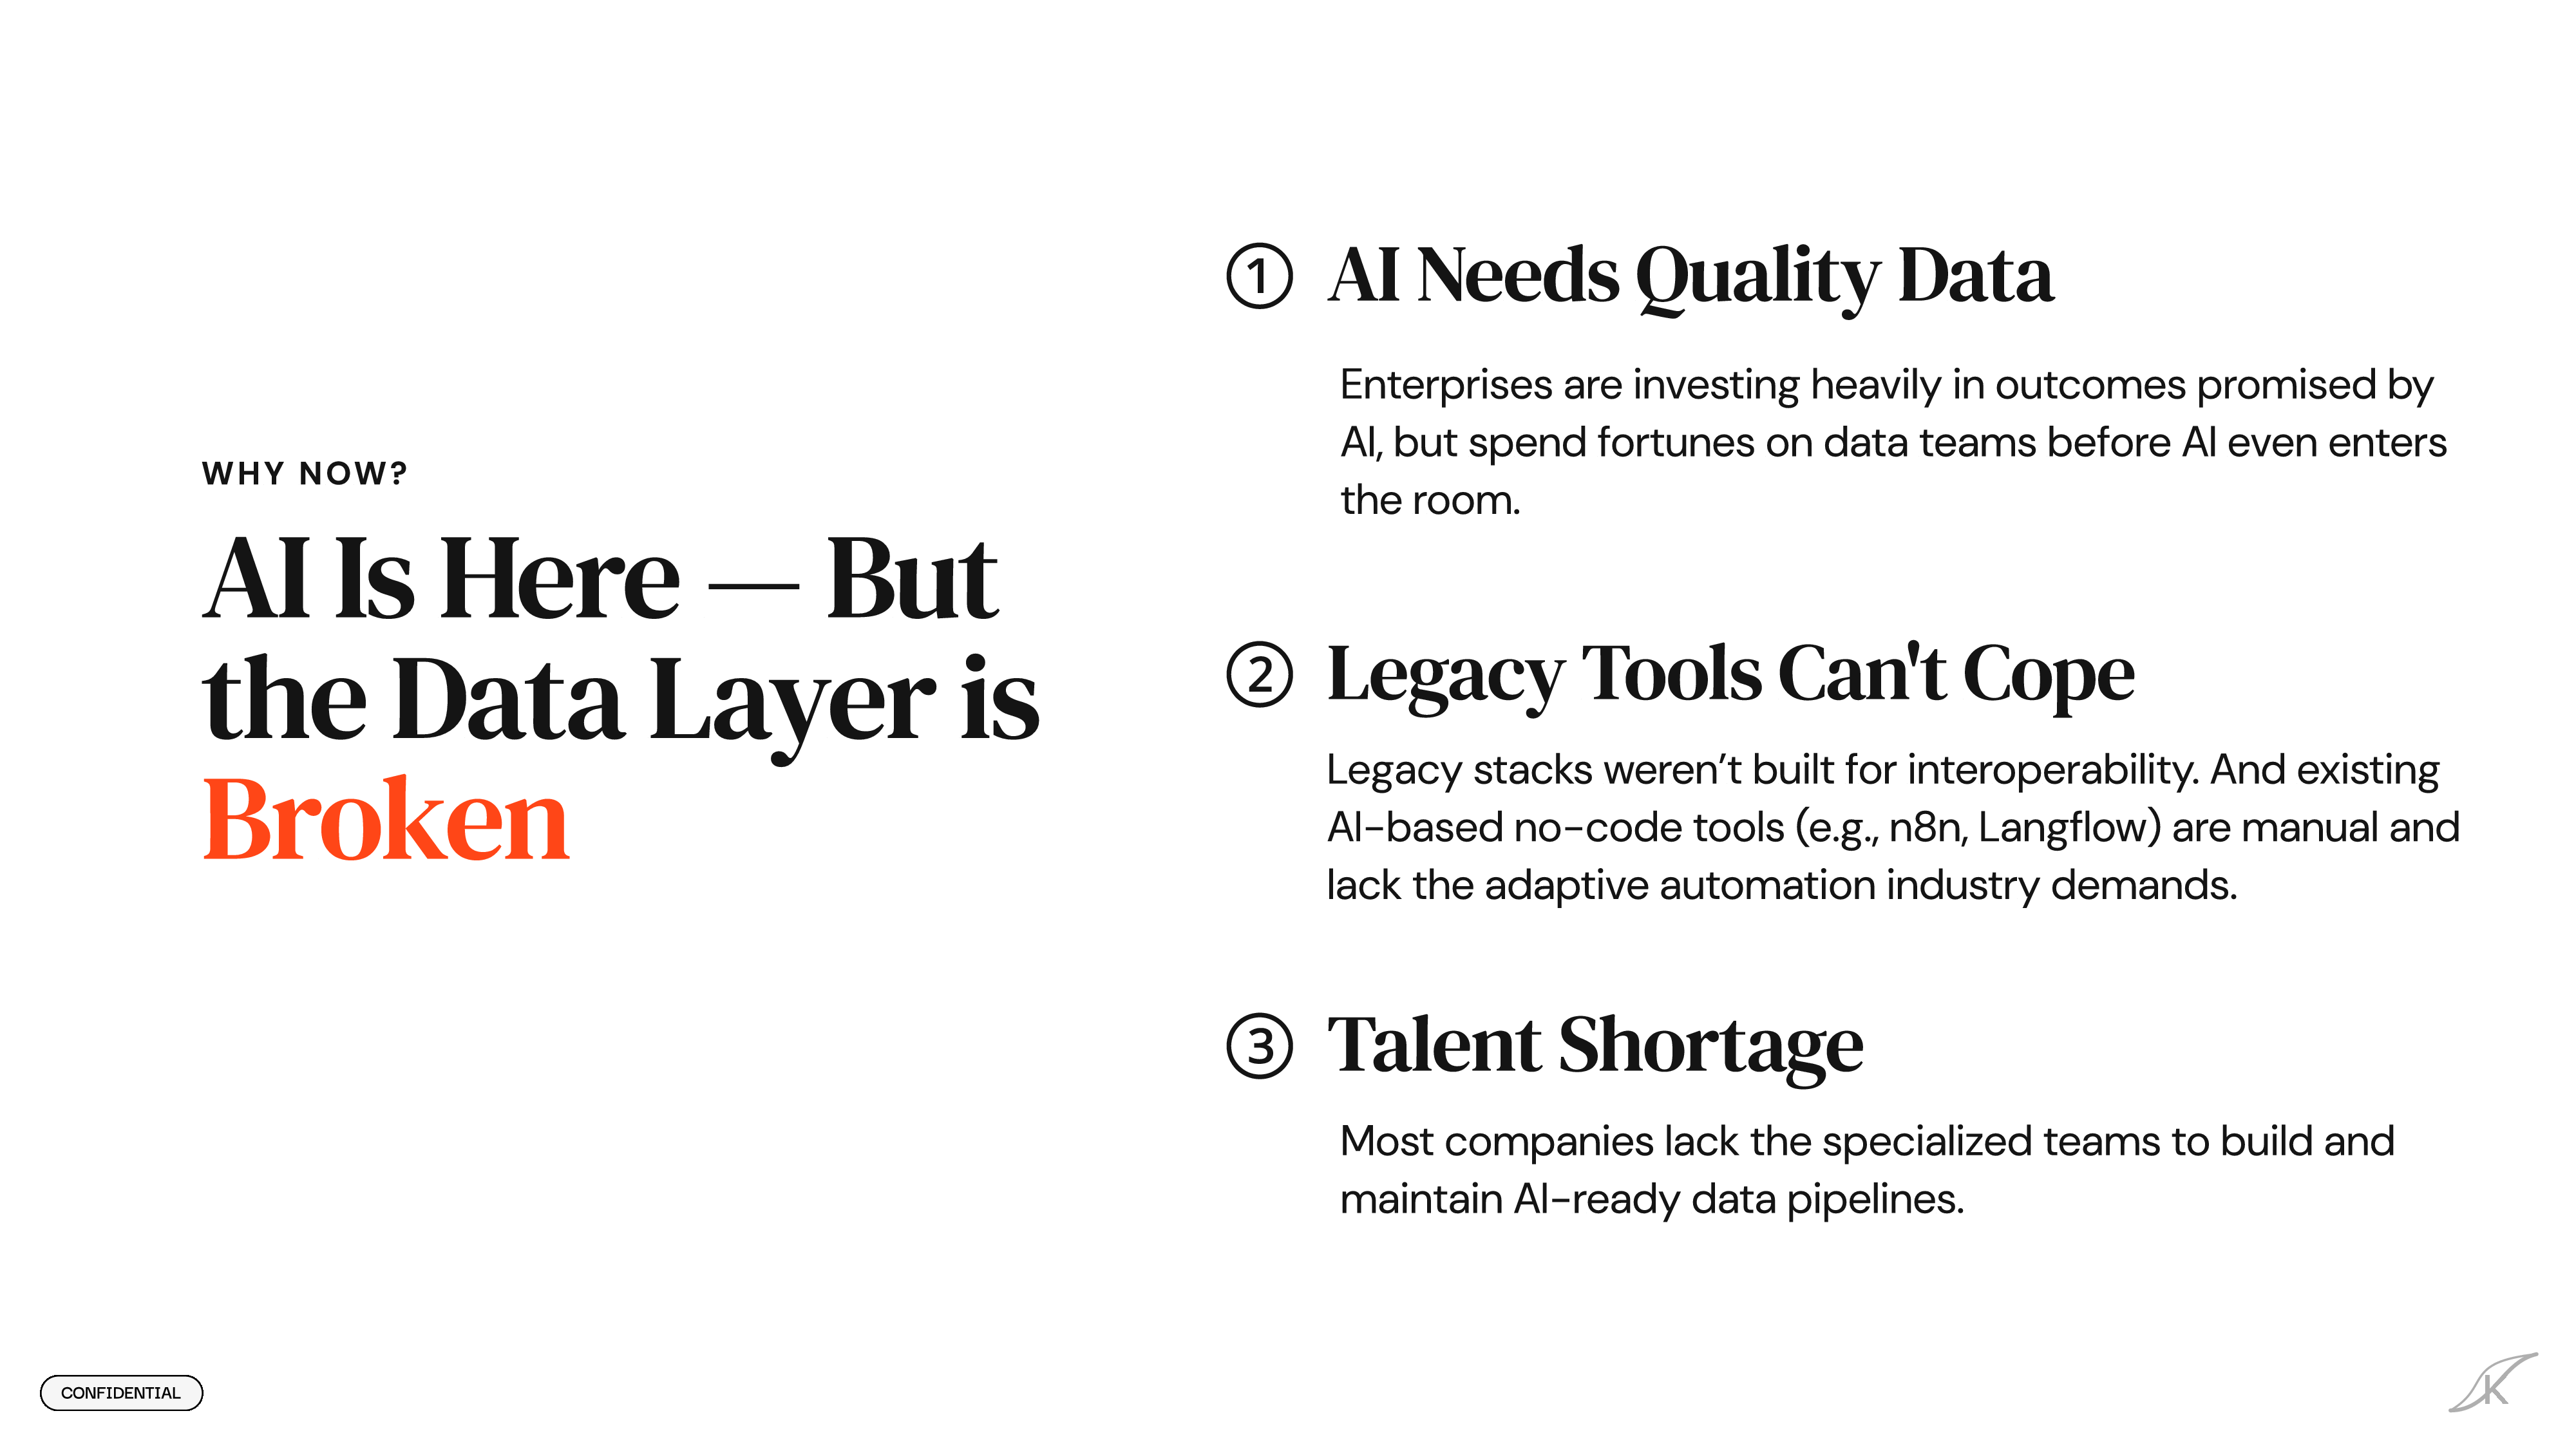 WHY NOW?
AI Is Here — But
the Data Layer is
Broken
1 AI Needs Quality Data
Enterprises are investing heavily in outcomes promised by
AI, but spend fortunes on data teams before AI even enters
the room.
2 Legacy Tools Can't Cope
Legacy stacks weren’t built for interoperability. And existing
AI-based no-code tools (e.g., n8n, Langflow) are manual and
lack the adaptive automation industry demands.
3 Talent Shortage
Most companies lack the specialized teams to build and
maintain AI-ready data pipelines.
CONFIDENTIAL
K